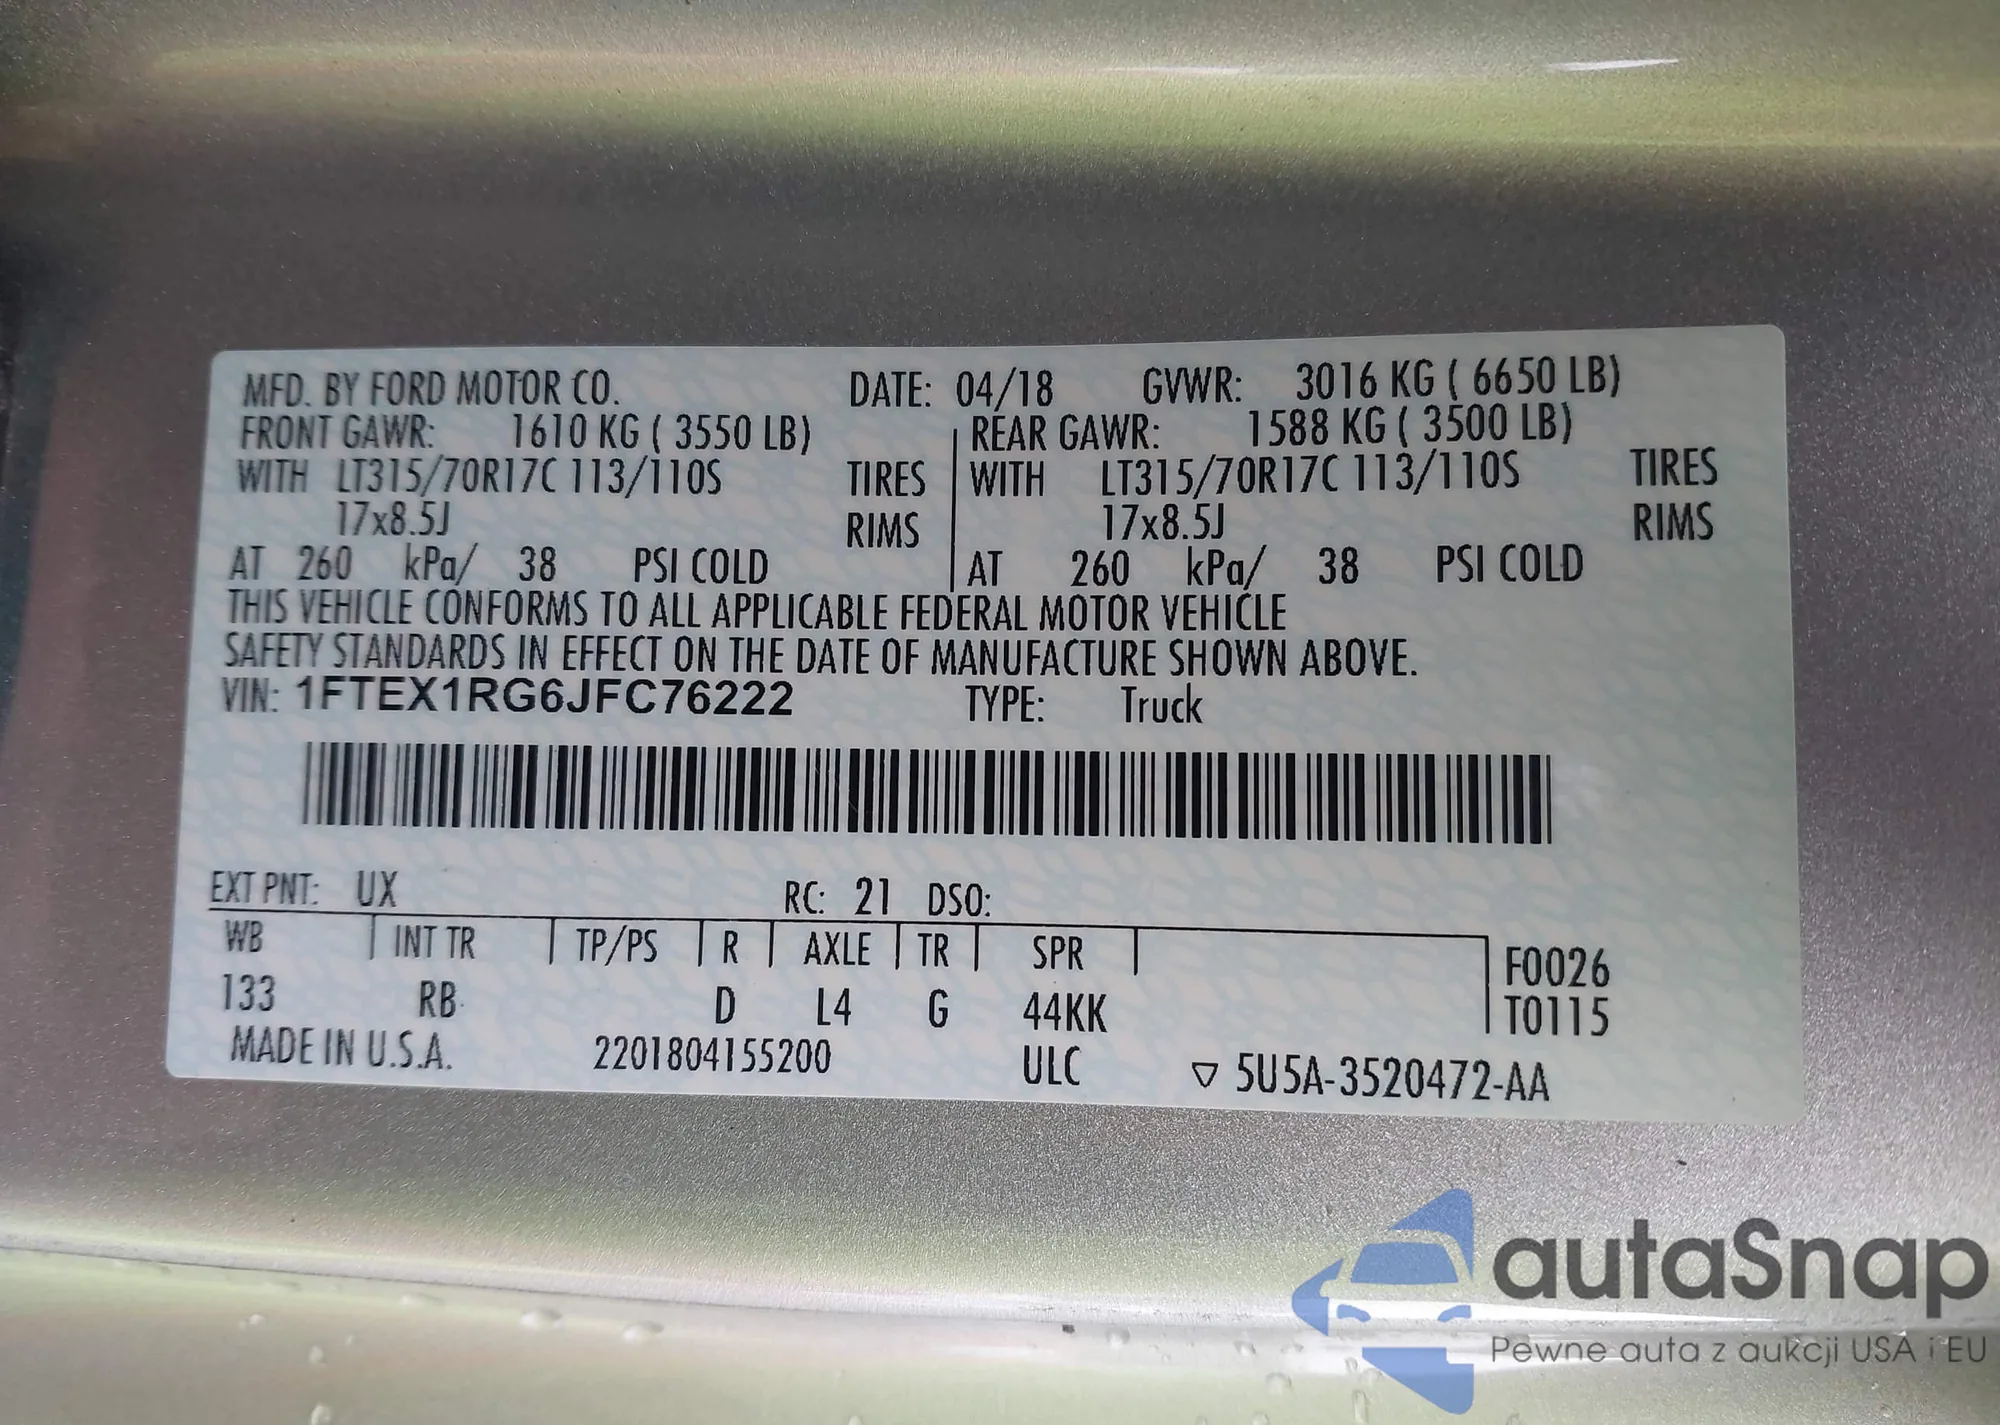 MFD. BY FORD MOTOR CO. DATE: 04/18 GVWR: 3016 KG ( 6650 LB)
FRONT GAWR: 1610 KG ( 3550 LB) REAR GAWR: 1588 KG ( 3500 LB)
WITH LT315/70R17C 113/110S TIRES WITH LT315/70R17C 113/110S TIRES
17x8.5J RIMS 17x8.5J RIMS
AT 260 kPa/ 38 PSI COLD AT 260 kPa/ 38 PSI COLD
THIS VEHICLE CONFORMS TO ALL APPLICABLE FEDERAL MOTOR VEHICLE
SAFETY STANDARDS IN EFFECT ON THE DATE OF MANUFACTURE SHOWN ABOVE.
VIN: 1FTEX1RG6JFC76222 TYPE: Truck
EXT PNT: UX RC: 21 DSO:
WB INT TR TP/PS R AXLE TR SPR F0026
133 RB D L4 G 44KK T0115
MADE IN U.S.A. 2201804155200 ULC ▽ 5U5A-3520472-AA
autaSnap
Pewne auta z aukcji USA i EU